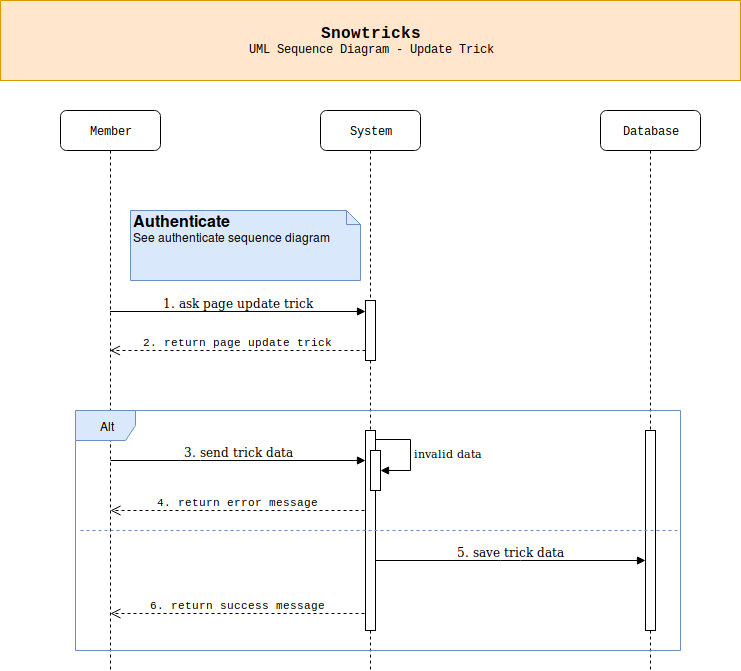 Snowtricks
UML Sequence Diagram - Update Trick
Member
System
Database
Authenticate
See authenticate sequence diagram
1. ask page update trick
2. return page update trick
Alt
3. send trick data
invalid data
4. return error message
5. save trick data
6. return success message